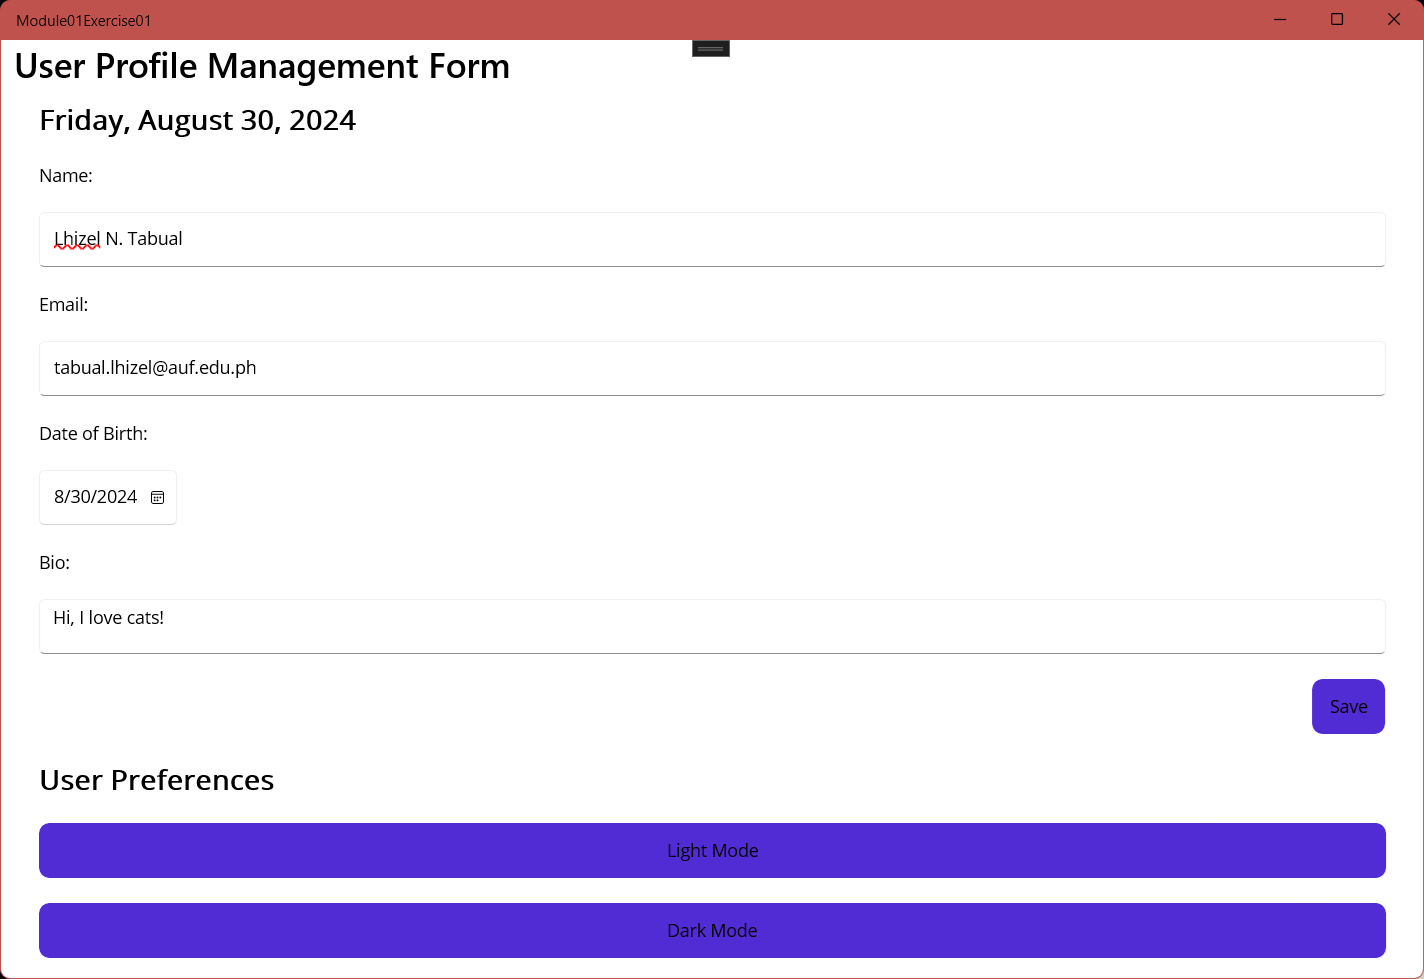 Module01Exercise01
User Profile Management Form
Friday, August 30, 2024
Name:
Lhizel N. Tabual
Email:
tabual.lhizel@auf.edu.ph
Date of Birth:
8/30/2024
Bio:
Hi, I love cats!
Save
User Preferences
Light Mode
Dark Mode